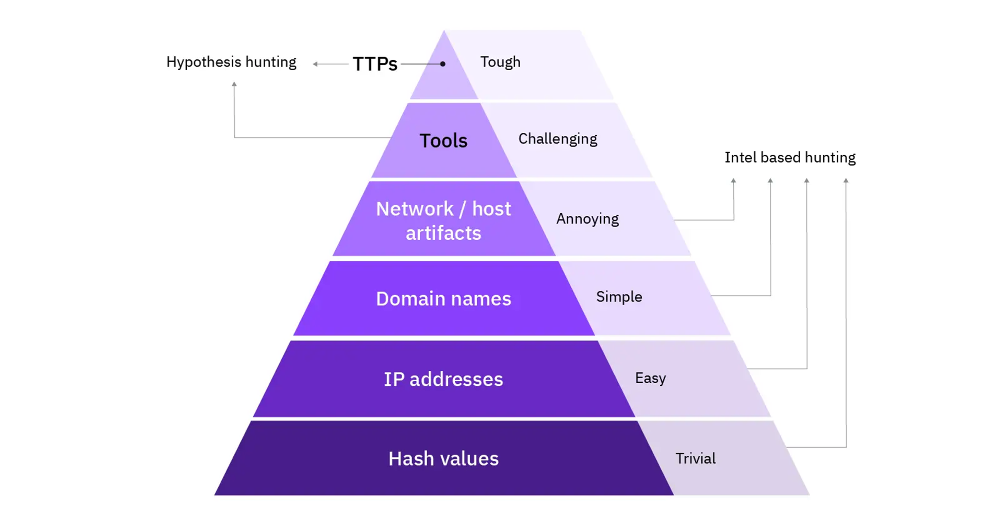 Hypothesis hunting
TTPs
Tough
Tools
Challenging
Intel based hunting
Network / host
artifacts
Annoying
Domain names
Simple
IP addresses
Easy
Hash values
Trivial